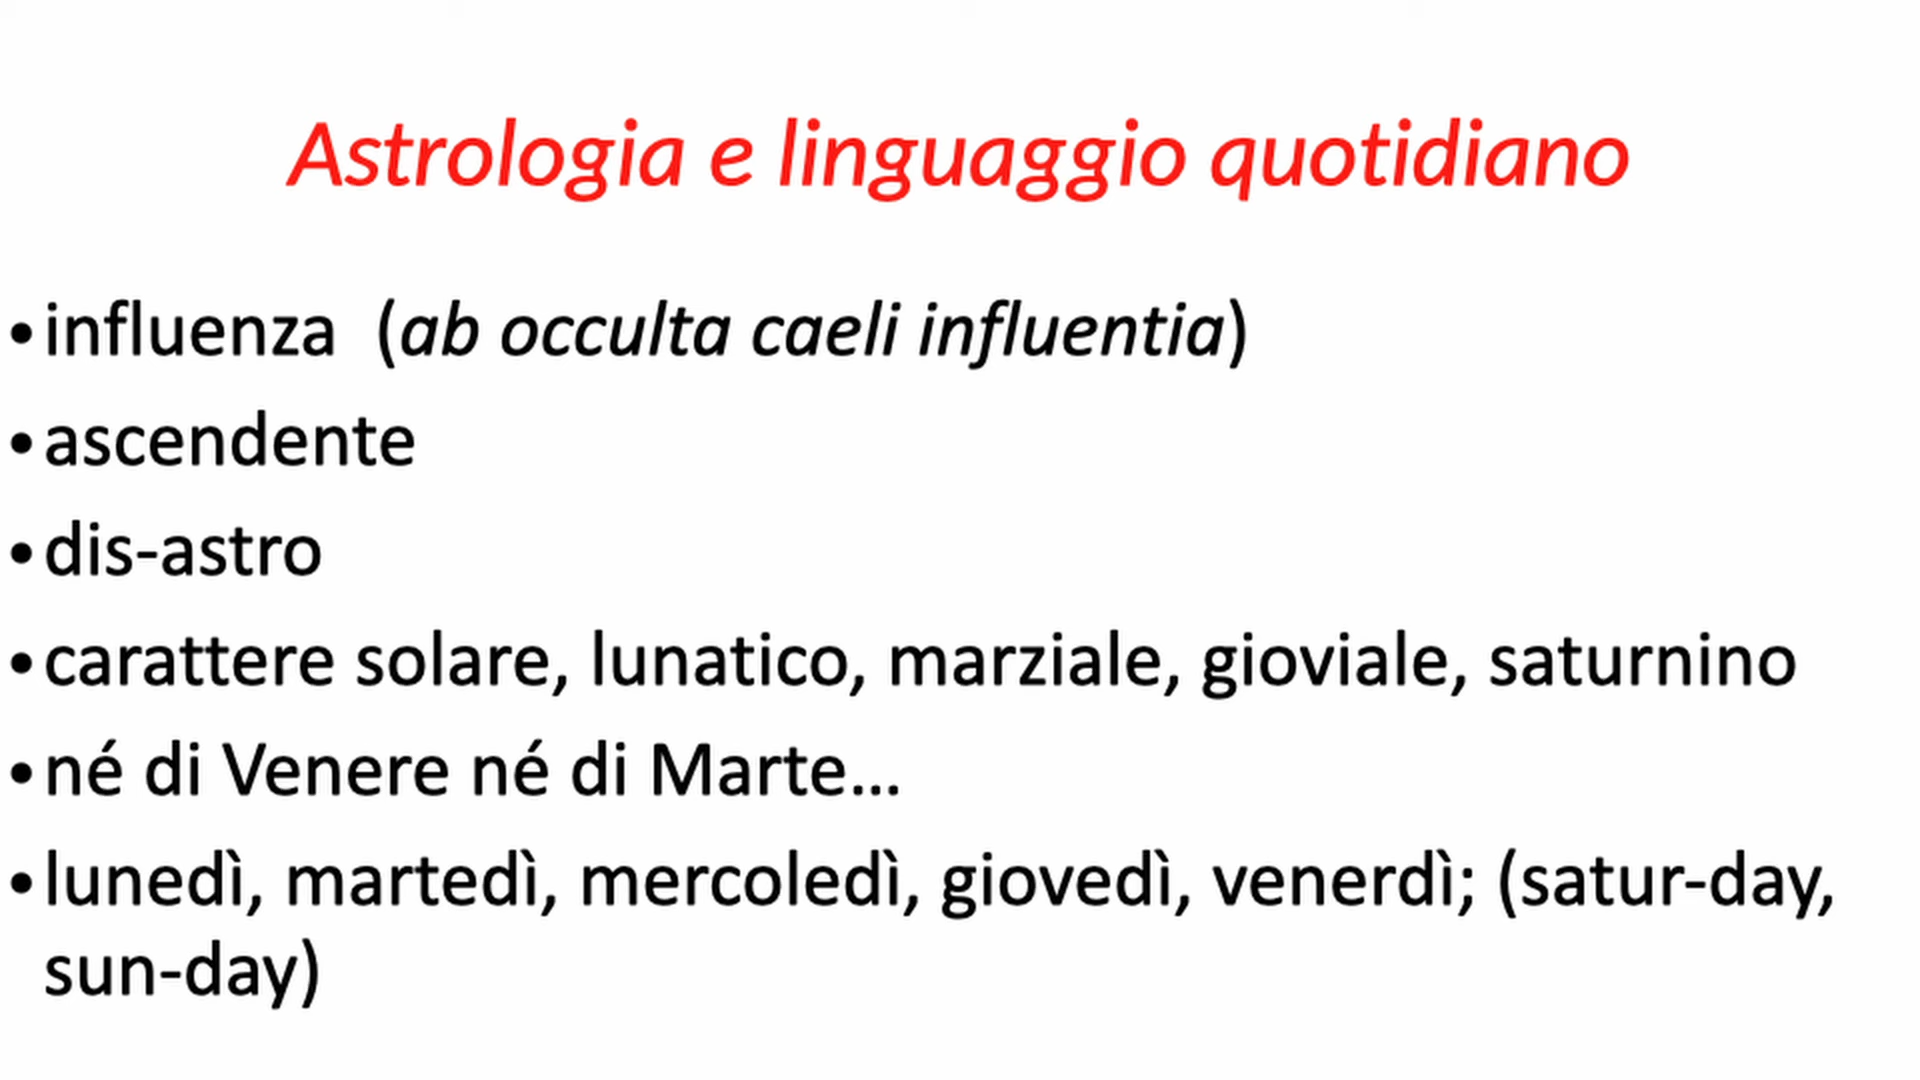 Astrologia e linguaggio quotidiano
•influenza (ab occulta caeli influentia)
•ascendente
•dis-astro
•carattere solare, lunatico, marziale, gioviale, saturnino
•né di Venere né di Marte...
•lunedì, martedì, mercoledì, giovedì, venerdì; (satur-day,
sun-day)